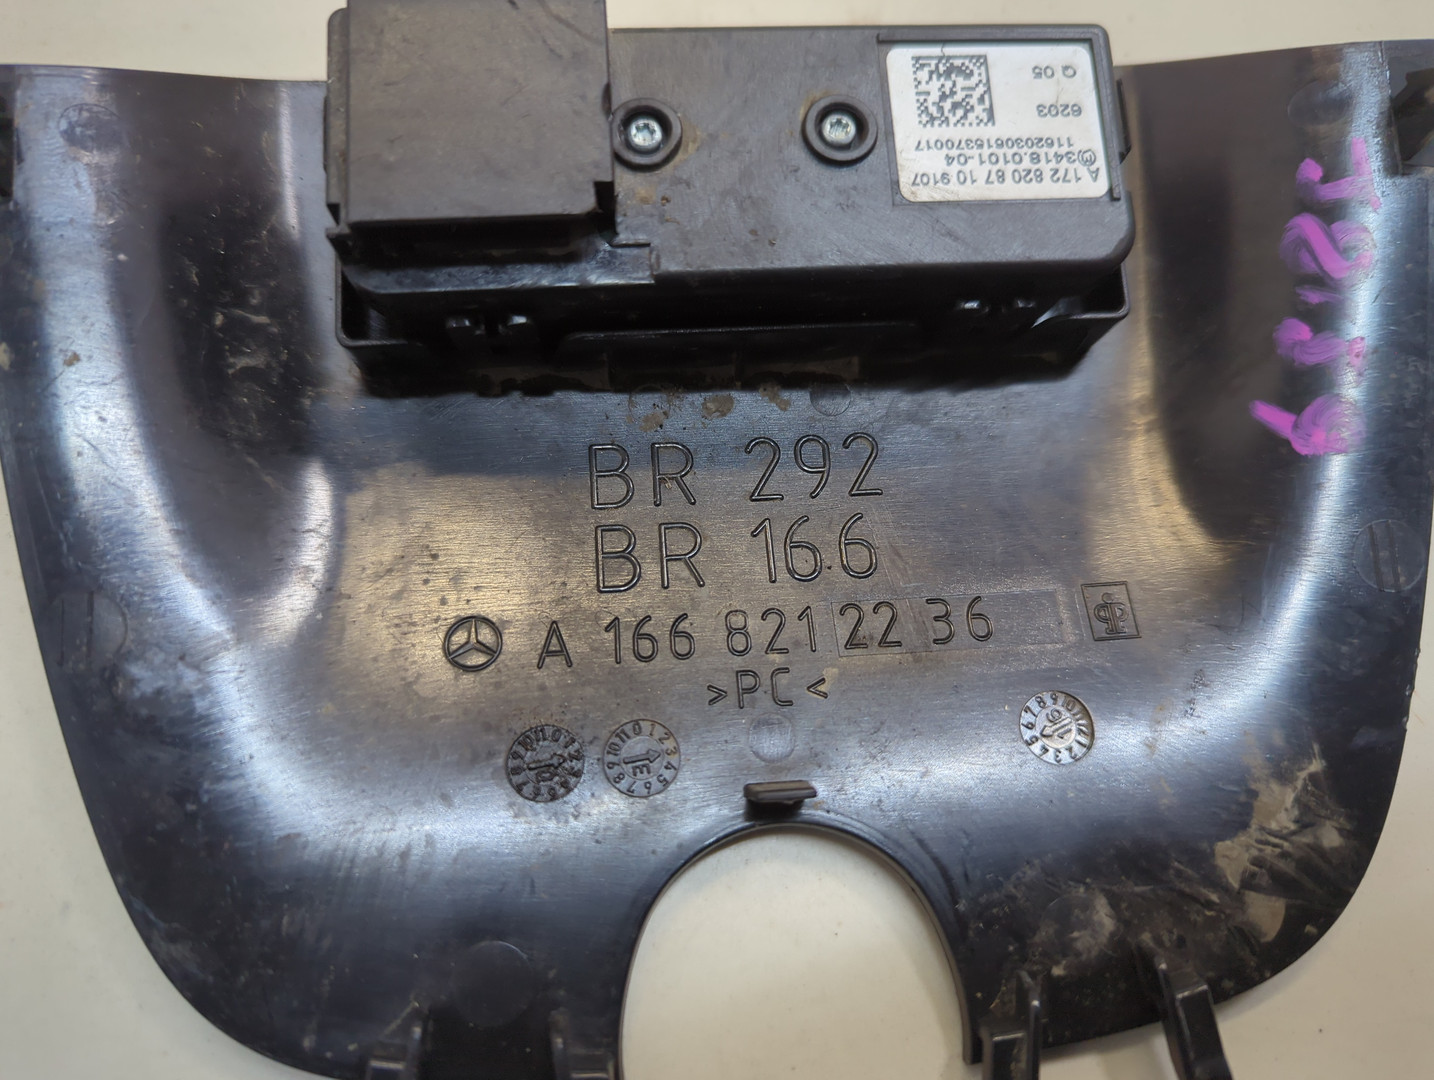 A 172 820 87 10 9107
3418.0101-04
1162030615370017
6203
Q 05
BR 292
BR 166
A 166 821 22 36
>PC<